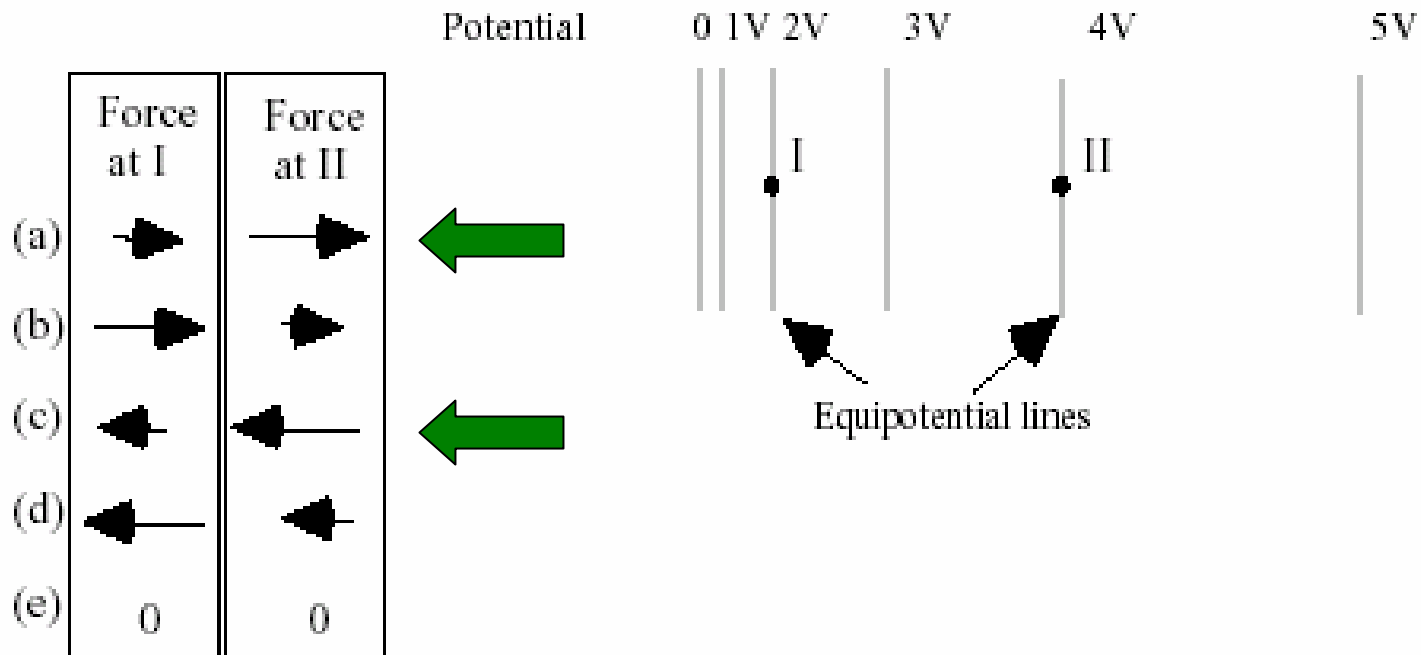 Potential 0 1V 2V 3V 4V 5V
Force at I
Force at II
I
II
(a)
(b)
(c)
(d)
(e) 0 0
Equipotential lines